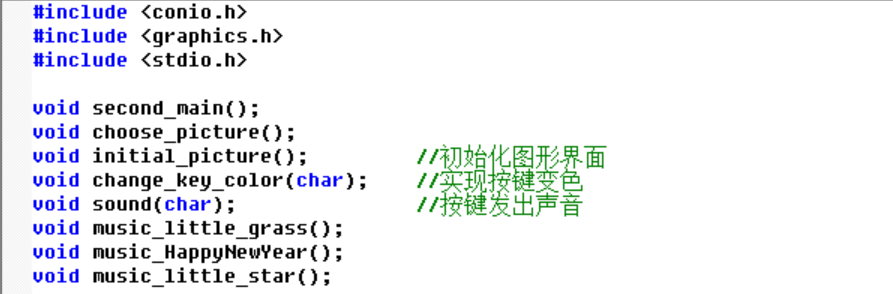 #include <conio.h>
#include <graphics.h>
#include <stdio.h>
void second_main();
void choose_picture();
void initial_picture();          //初始化图形界面
void change_key_color(char);     //实现按键变色
void sound(char);                //按键发出声音
void music_little_grass();
void music_HappyNewYear();
void music_little_star();